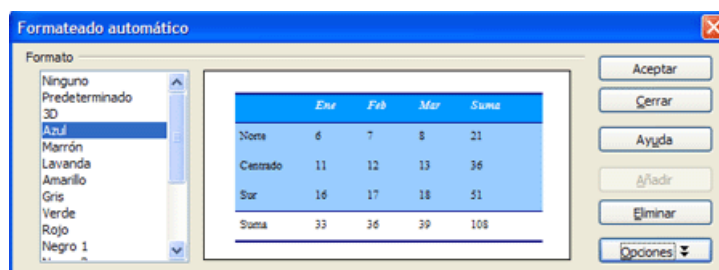 Formateado automático
Formato
Ninguno
Predeterminado
3D
Azul
Marrón
Lavanda
Amarillo
Gris
Verde
Rojo
Negro 1
Ene Feb Mar Suma
Norte 6 7 8 21
Centrado 11 12 13 36
Sur 16 17 18 51
Suma 33 36 39 108
Aceptar
Cerrar
Ayuda
Añadir
Eliminar
Opciones